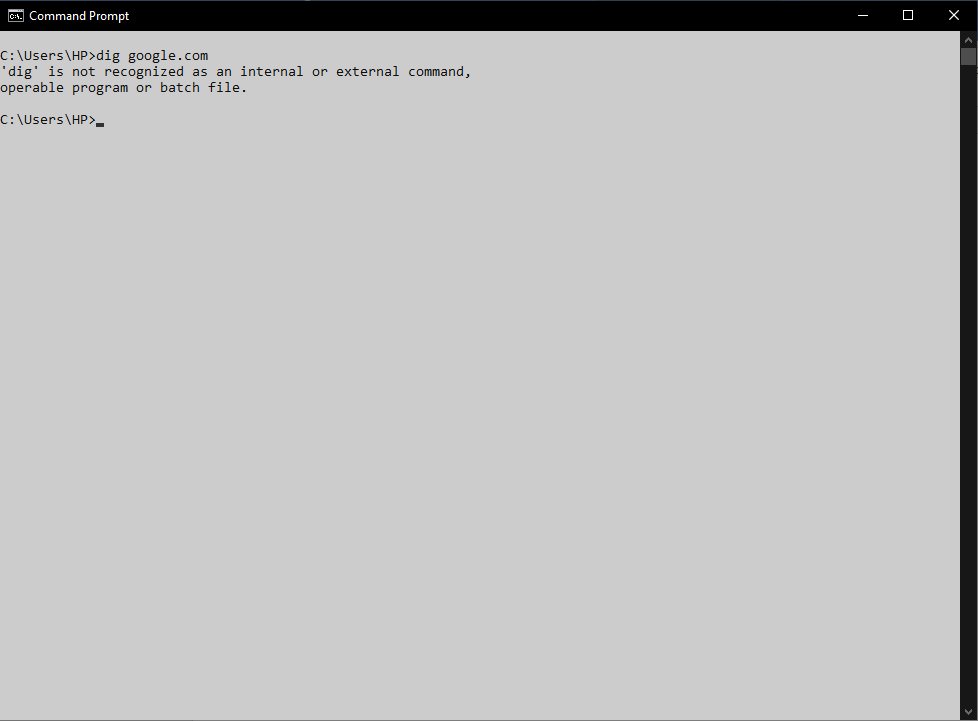 Command Prompt
C:\Users\HP>dig google.com
'dig' is not recognized as an internal or external command,
operable program or batch file.
C:\Users\HP>